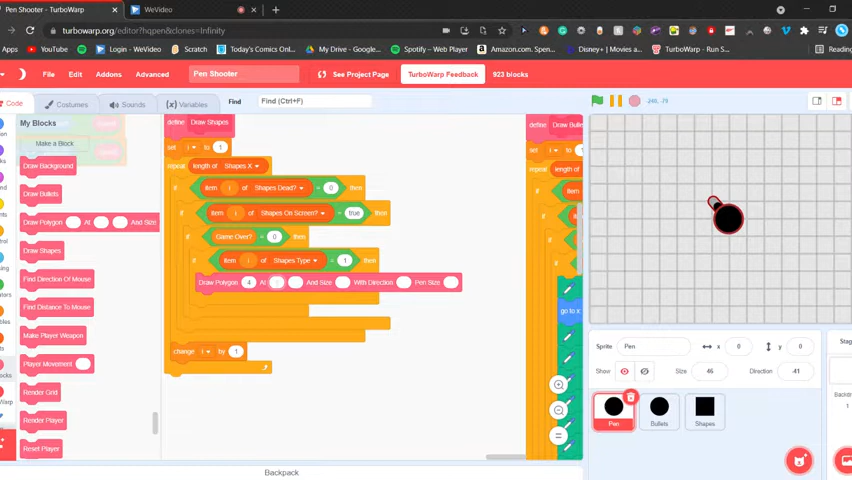 Pen Shooter - TurboWarp
WeVideo
turbowarp.org/editor?hqpen&clones=Infinity
Apps
YouTube
Login - WeVideo
Scratch
Today's Comics Onl...
My Drive - Google...
Spotify – Web Player
Amazon.com. Spen...
Disney+ | Movies a...
TurboWarp - Run S...
Reading
File
Edit
Addons
Advanced
Pen Shooter
See Project Page
TurboWarp Feedback
923 blocks
Code
Costumes
Sounds
Variables
Find
Find (Ctrl+F)
-248, -79
My Blocks
Make a Block
Draw Background
Draw Bullets
Draw Polygon At And Size
Draw Shapes
Find Direction Of Mouse
Find Distance To Mouse
Make Player Weapon
Player Movement
Render Grid
Render Player
Reset Player
define Draw Shapes
set i to 1
repeat length of Shapes X
if item i of Shapes Dead? = 0 then
if item i of Shapes On Screen? = true then
if Game Over? = 0 then
if item i of Shapes Type = 1 then
Draw Polygon 4 At And Size With Direction Pen Size
change i by 1
define Draw Bulle
set i to 1
repeat length of
if item
if
if
go to x
Sprite
Pen
x
0
y
0
Show
Size
46
Direction
-41
Pen
Bullets
Shapes
Stag
Backdr
1
Backpack